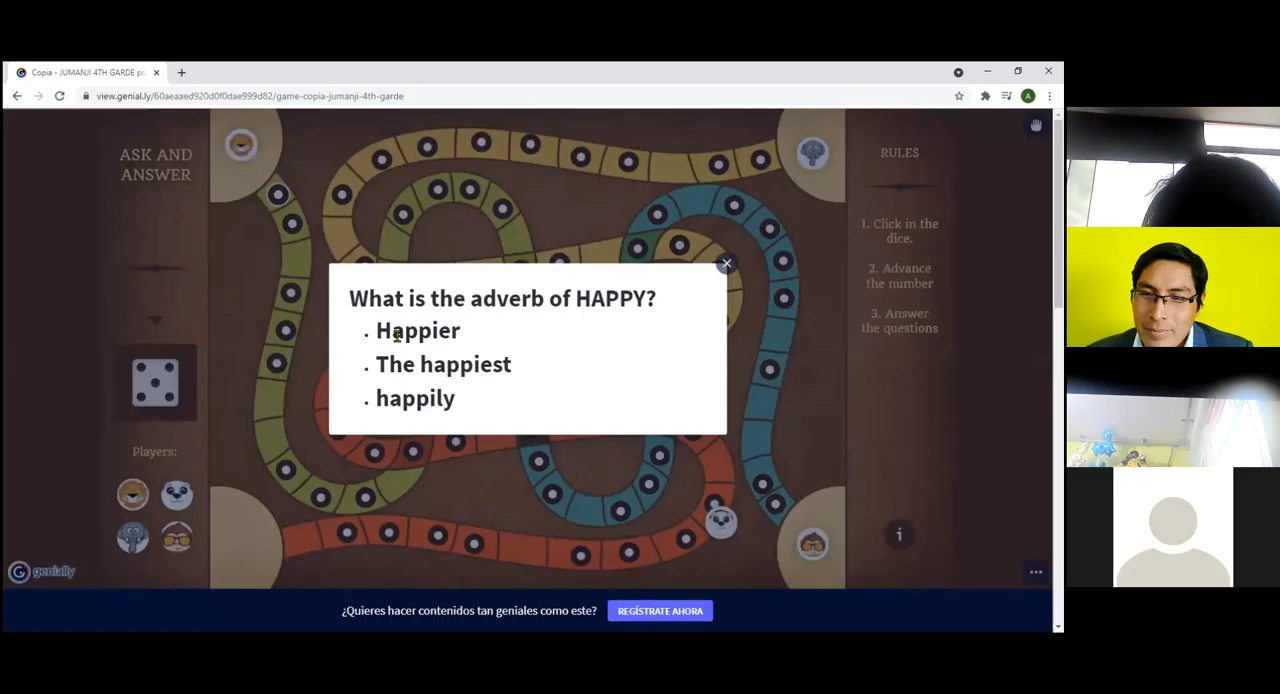 Copia - JUMANJI 4TH GARDE po
view.genial.ly/60aeaaed920d0f0dae999d82/game-copia-jumanji-4th-garde
A
ASK AND
ANSWER
Players:
What is the adverb of HAPPY?
Happier
The happiest
happily
RULES
1. Click in the
dice.
2. Advance
the number
3. Answer
the questions
i
genially
¿Quieres hacer contenidos tan geniales como este?
REGÍSTRATE AHORA